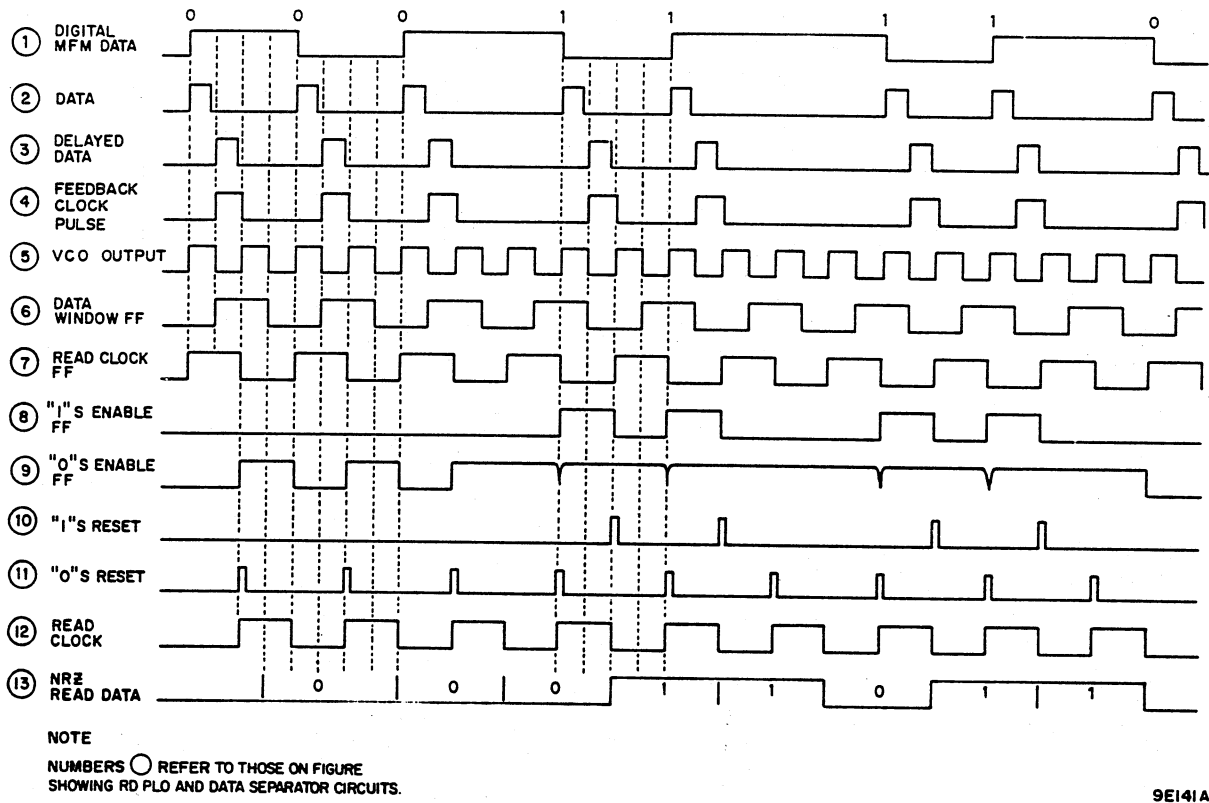 0 0 0 1 1 1 1 0
1 DIGITAL
MFM DATA
2 DATA
3 DELAYED
DATA
4 FEEDBACK
CLOCK
PULSE
5 VCO OUTPUT
6 DATA
WINDOW FF
7 READ CLOCK
FF
8 "1"S ENABLE
FF
9 "0"S ENABLE
FF
10 "1"S RESET
11 "0"S RESET
12 READ
CLOCK
13 NRZ
READ DATA
0 0 0 1 1 0 1 1
NOTE
NUMBERS ◯ REFER TO THOSE ON FIGURE
SHOWING RD PLO AND DATA SEPARATOR CIRCUITS.
9E141A